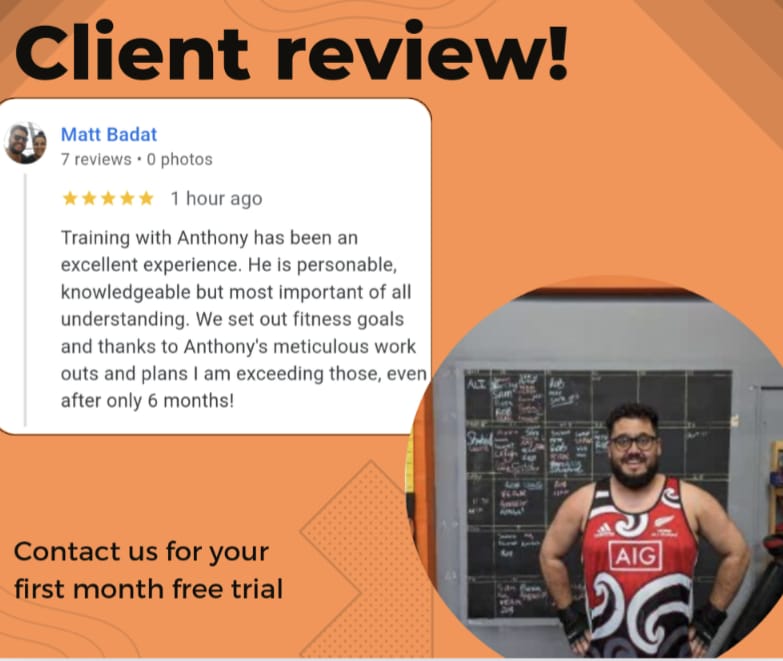 Client review!
Matt Badat
7 reviews • 0 photos
1 hour ago
Training with Anthony has been an
excellent experience. He is personable,
knowledgeable but most important of all
understanding. We set out fitness goals
and thanks to Anthony's meticulous work
outs and plans I am exceeding those, even
after only 6 months!
Contact us for your
first month free trial
ALI
Rob
AIG